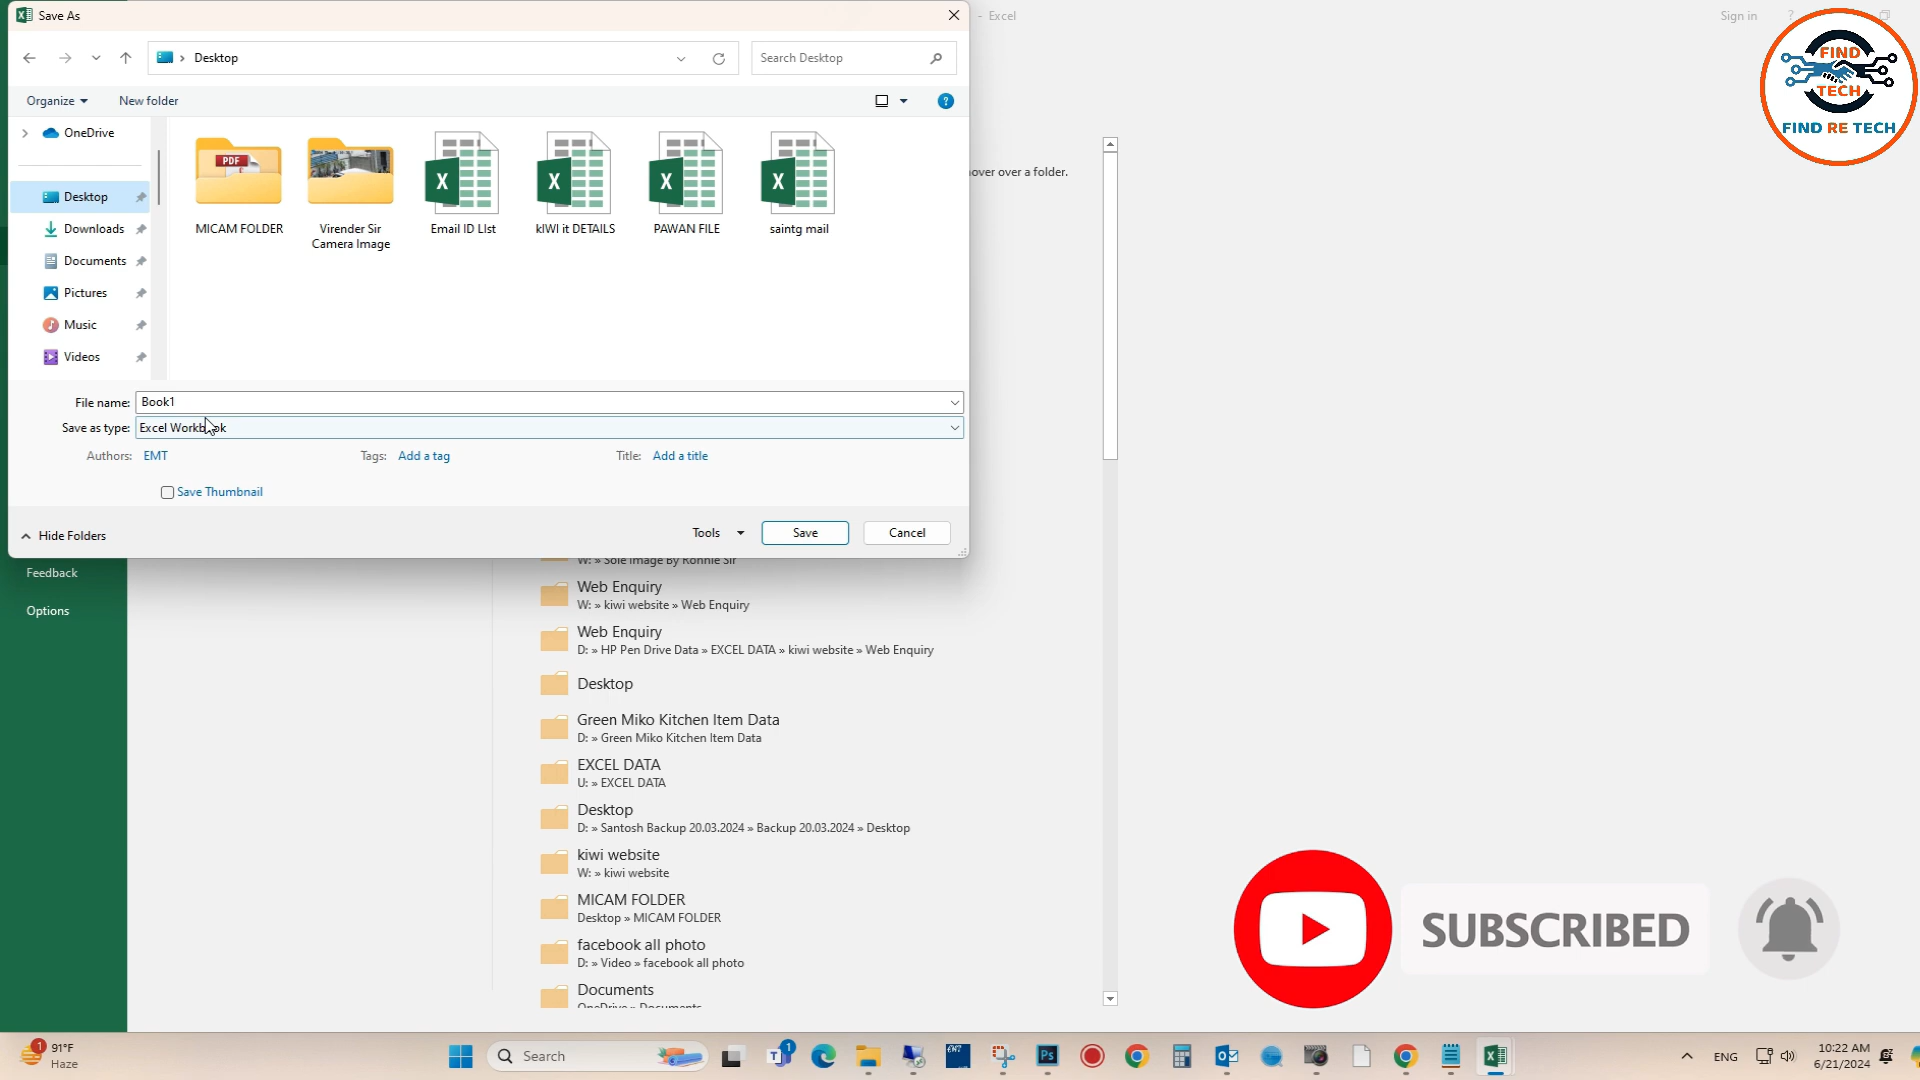 Save As
- Excel
Sign in
?
Desktop
Search Desktop
Organize
New folder
?
OneDrive
Desktop
Downloads
Documents
Pictures
Music
Videos
PDF
MICAM FOLDER
Virender Sir
Camera Image
Email ID LIst
kIWI it DETAILS
PAWAN FILE
saintg mail
over over a folder.
File name: Book1
Save as type: Excel Workbook
Authors: EMT
Tags: Add a tag
Title: Add a title
Save Thumbnail
Hide Folders
Tools
Save
Cancel
Feedback
Options
W: » Sole Image By Ronnie Sir
Web Enquiry
W: » kiwi website » Web Enquiry
Web Enquiry
D: » HP Pen Drive Data » EXCEL DATA » kiwi website » Web Enquiry
Desktop
Green Miko Kitchen Item Data
D: » Green Miko Kitchen Item Data
EXCEL DATA
U: » EXCEL DATA
Desktop
D: » Santosh Backup 20.03.2024 » Backup 20.03.2024 » Desktop
kiwi website
W: » kiwi website
MICAM FOLDER
Desktop » MICAM FOLDER
facebook all photo
D: » Video » facebook all photo
Documents
OneDrive » Documents
FIND
TECH
FIND RE TECH
SUBSCRIBED
1
91°F
Haze
Search
1
Ps
ENG
10:22 AM
6/21/2024